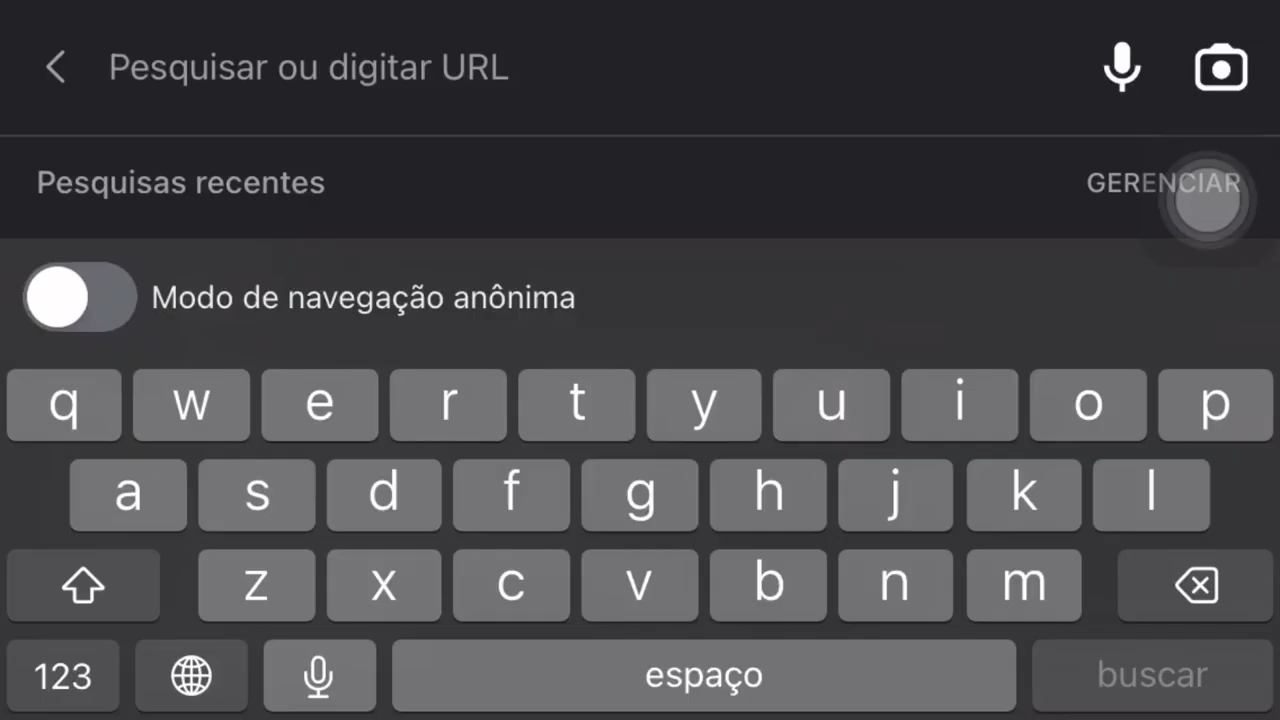 Pesquisar ou digitar URL
Pesquisas recentes GERENCIAR
Modo de navegação anônima
q w e r t y u i o p
a s d f g h j k l
z x c v b n m
123 espaço buscar